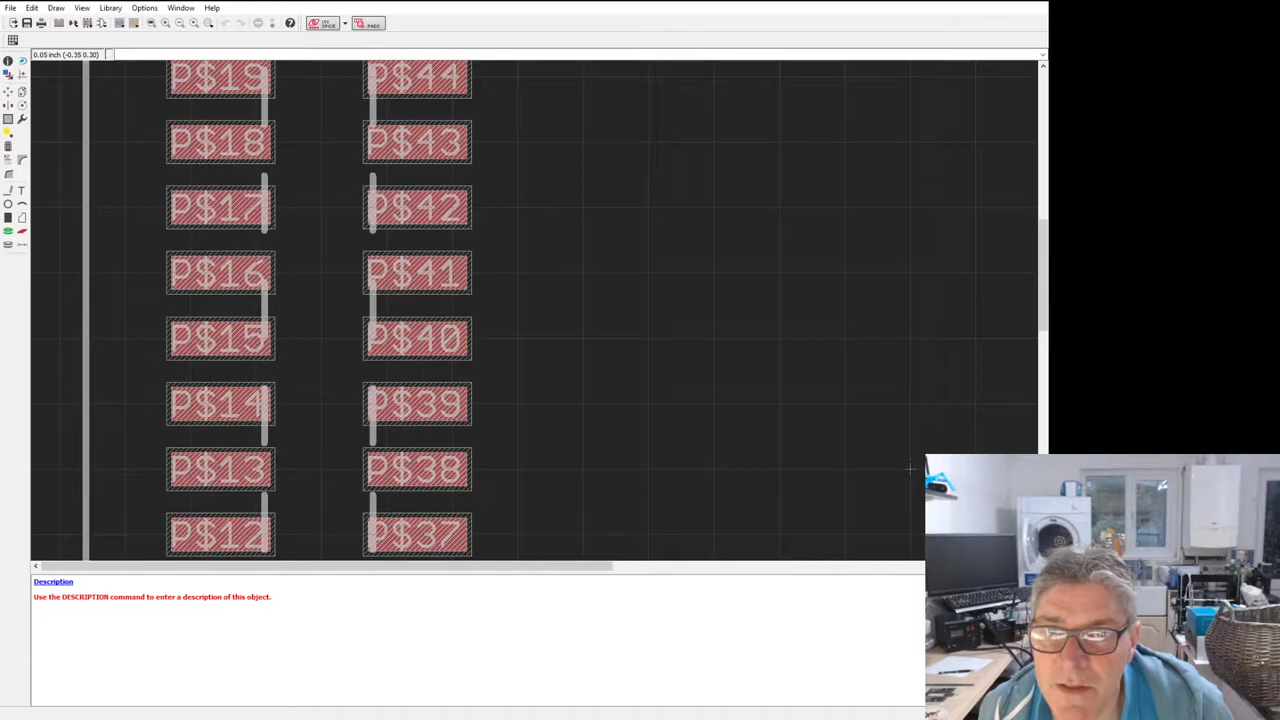 File Edit Draw View Library Options Window Help
PADS
0.05 inch (-0.35 0.30)
P$19 P$44
P$18 P$43
P$17 P$42
P$16 P$41
P$15 P$40
P$14 P$39
P$13 P$38
P$12 P$37
Description
Use the DESCRIPTION command to enter a description of this object.